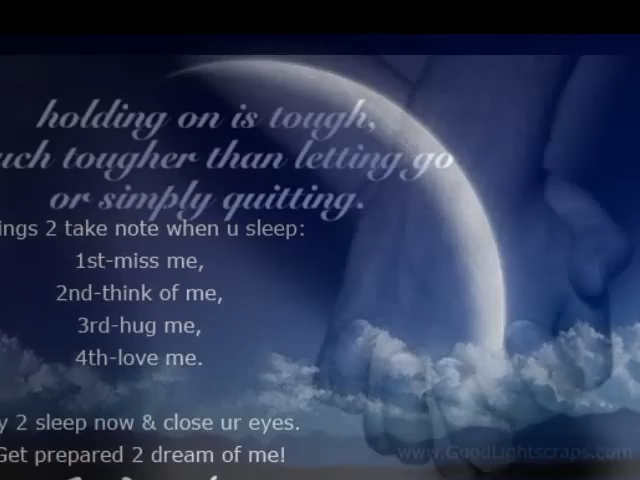 holding on is tough,
tougher than letting go
or simply quitting.
2 take note when u sleep:
1st-miss me,
2nd-think of me,
3rd-hug me,
4th-love me.
2 sleep now & close ur eyes.
Get prepared 2 dream of me!
www.GoodLightscraps.com